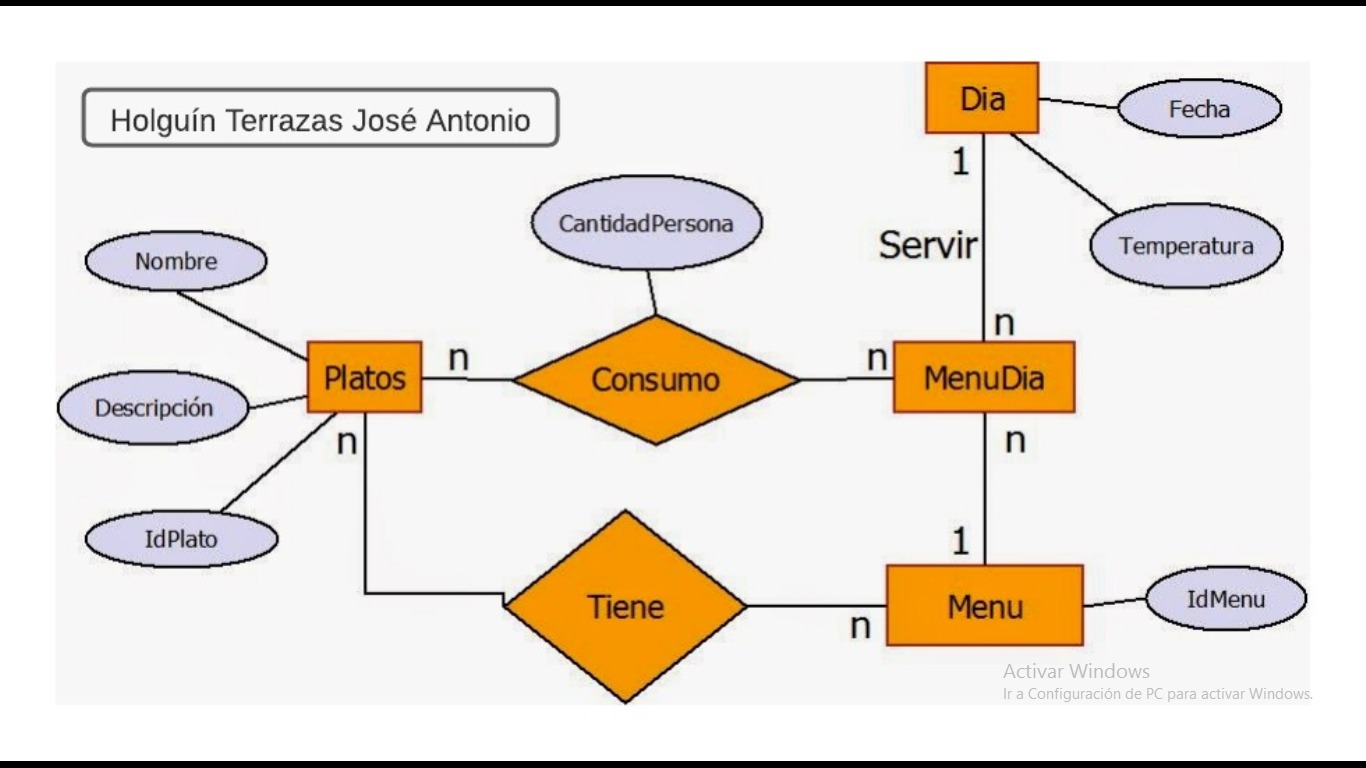 Holguín Terrazas José Antonio
Dia
Fecha
1
Servir
Temperatura
CantidadPersona
Nombre
n
Platos
n
Consumo
n
MenuDia
Descripción
n
n
IdPlato
1
Tiene
n
Menu
IdMenu
Activar Windows
Ir a Configuración de PC para activar Windows.